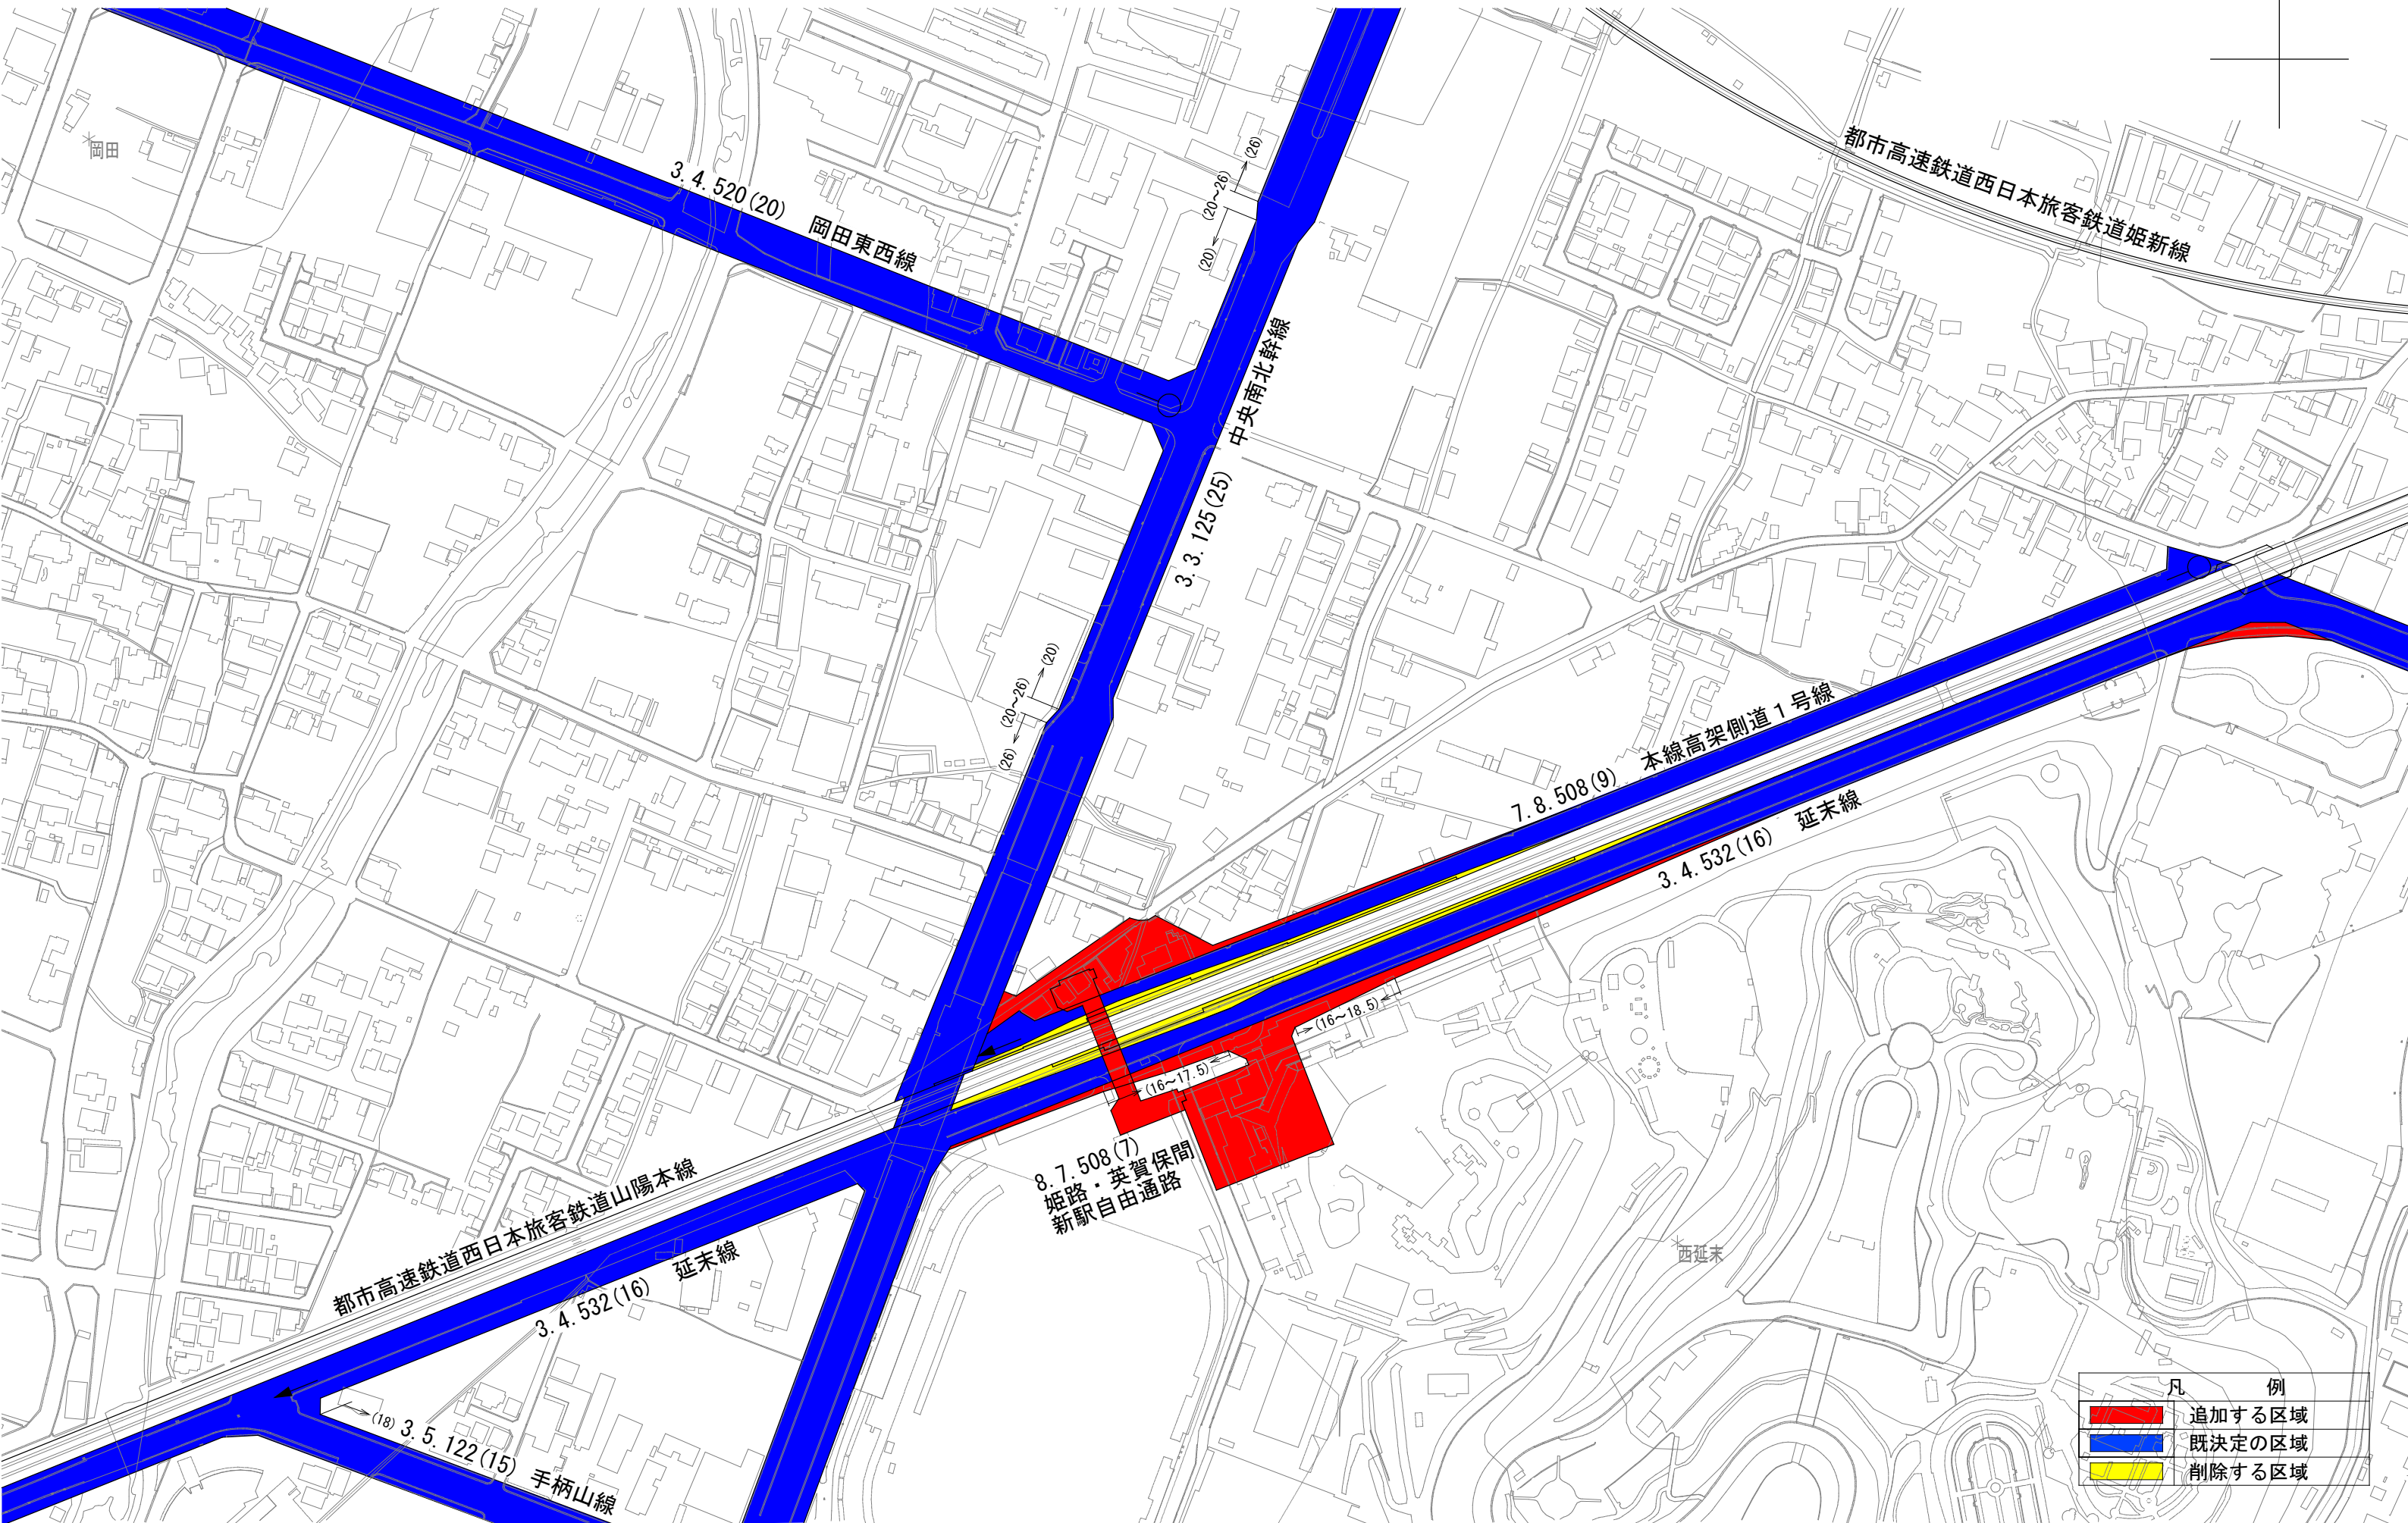 岡田
3.4.520(20) 岡田東西線
(26)
(20~26)
(20)
都市高速鉄道西日本旅客鉄道姫新線
中央南北幹線
3.3.125(25)
(20)
(20~26)
(26)
7.8.508(9) 本線高架側道1号線
3.4.532(16) 延末線
(16~18.5)
(16~17.5)
8.7.508(7)
姫路・英賀保間
新駅自由通路
都市高速鉄道西日本旅客鉄道山陽本線
3.4.532(16) 延末線
(18) 3.5.122(15) 手柄山線
西延末
凡 例
追加する区域
既決定の区域
削除する区域